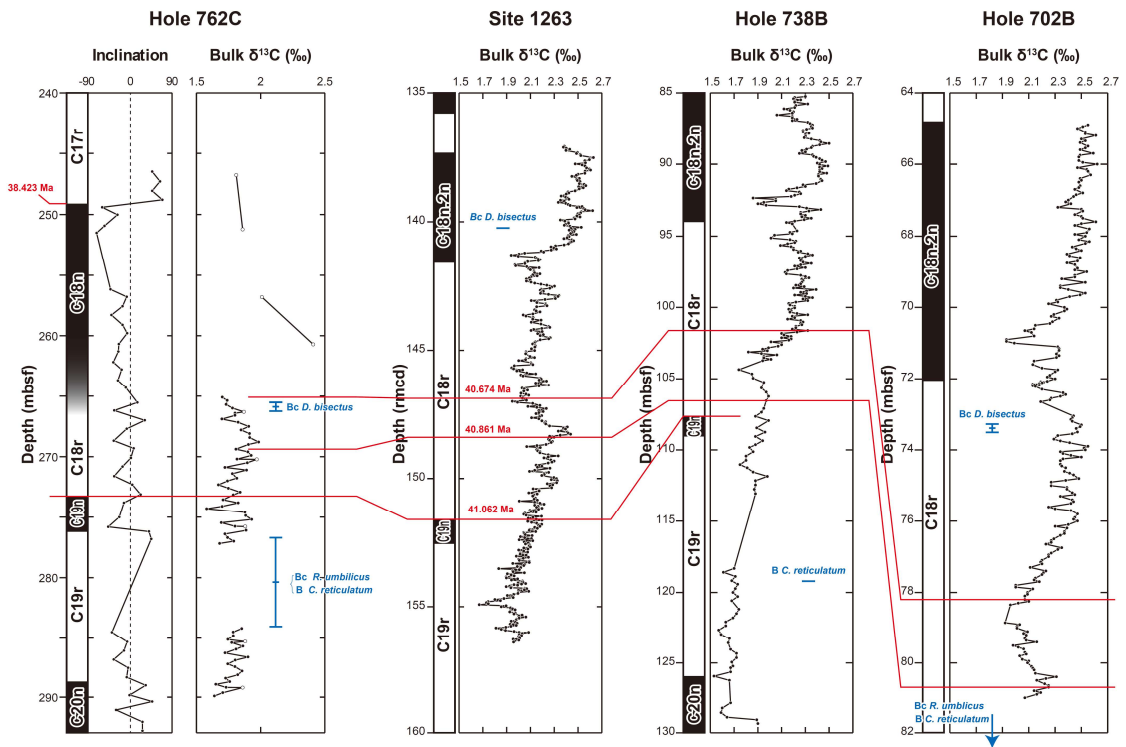 Hole 762C
Site 1263
Hole 738B
Hole 702B
Inclination
Bulk δ¹³C (‰)
Bulk δ¹³C (‰)
Bulk δ¹³C (‰)
Bulk δ¹³C (‰)
-90 0 90
1.5 2 2.5
1.5 1.7 1.9 2.1 2.3 2.5 2.7
1.5 1.7 1.9 2.1 2.3 2.5 2.7
1.5 1.7 1.9 2.1 2.3 2.5 2.7
Depth (mbsf)
240
250
260
270
280
290
C17r
C18n
C18r
C19n
C19r
C20n
38.423 Ma
Bc D. bisectus
Bc R. umbilicus
B C. reticulatum
Depth (rmcd)
135
140
145
150
155
160
C18n.2n
C18r
C19n
C19r
Bc D. bisectus
40.674 Ma
40.861 Ma
41.062 Ma
Depth (mbsf)
85
90
95
100
105
110
115
120
125
130
C18n.2n
C18r
C19n
C19r
C20n
B C. reticulatum
Depth (mbsf)
64
66
68
70
72
74
76
78
80
82
C18n.2n
C18r
Bc D. bisectus
Bc R. umblicus
B C. reticulatum